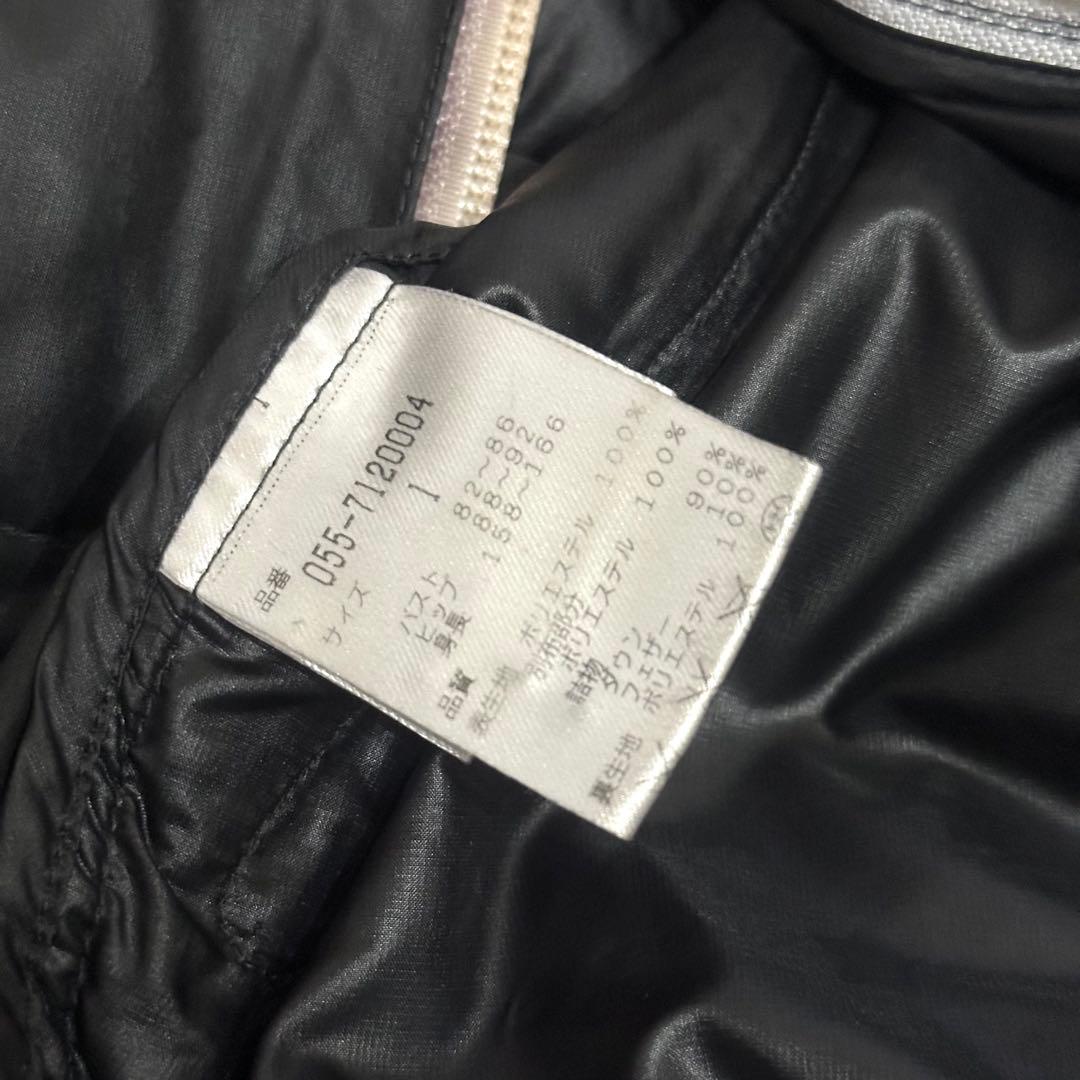 1
品番
055-7120004
サイズ 1
バスト 82～86
ヒップ 88～92
身長 158～166
品質
表生地 ポリエステル 100%
別布部分
ポリエステル 100%
詰物
ダウン 90%
フェザー 10%
裏生地 ポリエステル 100%